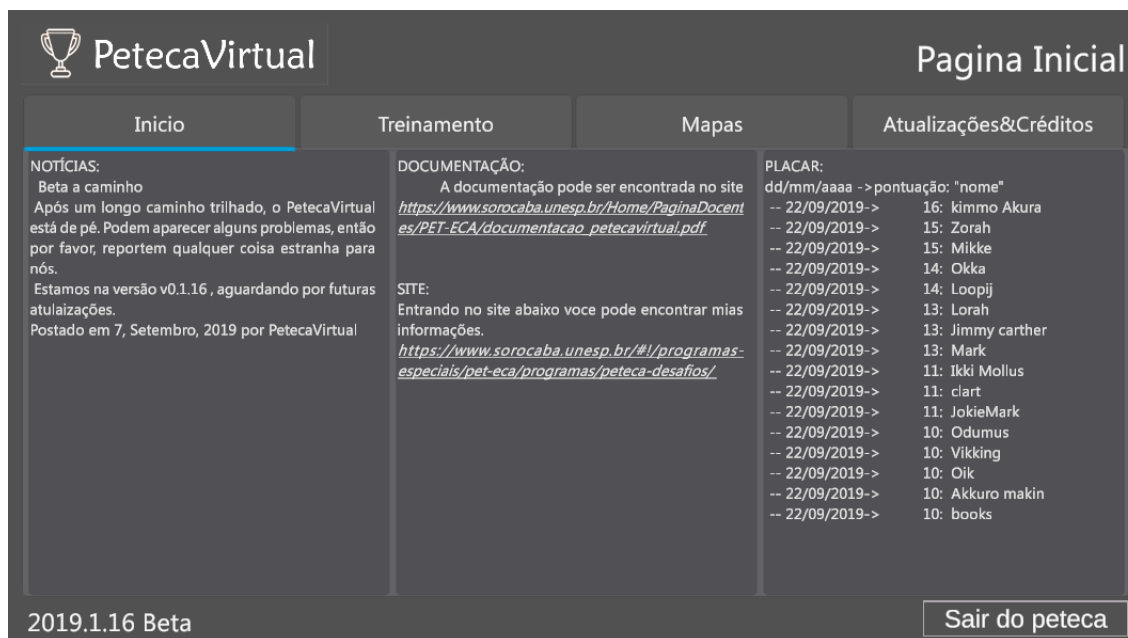 PetecaVirtual
Pagina Inicial
Inicio
Treinamento
Mapas
Atualizações&Créditos
NOTÍCIAS:
Beta a caminho
Após um longo caminho trilhado, o PetecaVirtual
está de pé. Podem aparecer alguns problemas, então
por favor, reportem qualquer coisa estranha para
nós.
Estamos na versão v0.1.16 , aguardando por futuras
atulaizações.
Postado em 7, Setembro, 2019 por PetecaVirtual
DOCUMENTAÇÃO:
A documentação pode ser encontrada no site
https://www.sorocaba.unesp.br/Home/PaginaDocent
es/PET-ECA/documentacao_petecavirtual.pdf
SITE:
Entrando no site abaixo voce pode encontrar mias
informações.
https://www.sorocaba.unesp.br/#!/programas-
especiais/pet-eca/programas/peteca-desafios/
PLACAR:
dd/mm/aaaa ->pontuação: "nome"
-- 22/09/2019-> 16: kimmo Akura
-- 22/09/2019-> 15: Zorah
-- 22/09/2019-> 15: Mikke
-- 22/09/2019-> 14: Okka
-- 22/09/2019-> 14: Loopij
-- 22/09/2019-> 13: Lorah
-- 22/09/2019-> 13: Jimmy carther
-- 22/09/2019-> 13: Mark
-- 22/09/2019-> 11: Ikki Mollus
-- 22/09/2019-> 11: clart
-- 22/09/2019-> 11: JokieMark
-- 22/09/2019-> 10: Odumus
-- 22/09/2019-> 10: Vikking
-- 22/09/2019-> 10: Oik
-- 22/09/2019-> 10: Akkuro makin
-- 22/09/2019-> 10: books
2019.1.16 Beta
Sair do peteca